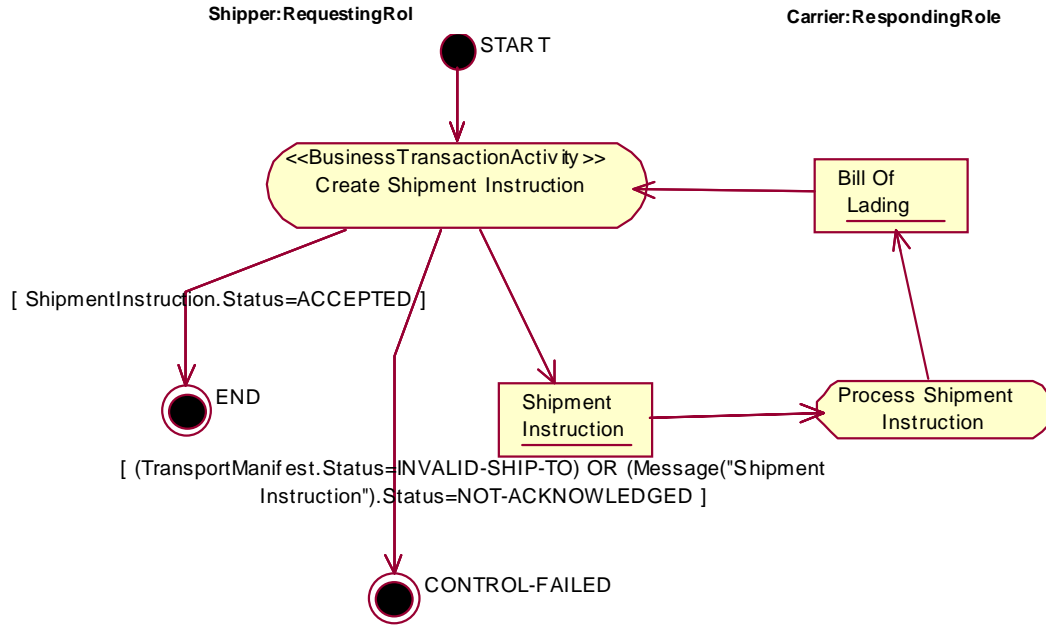 Shipper:RequestingRol
Carrier:RespondingRole
START
<<BusinessTransactionActivity>>
Create Shipment Instruction
Bill Of
Lading
[ ShipmentInstruction.Status=ACCEPTED ]
END
Shipment
Instruction
Process Shipment
Instruction
[ (TransportManifest.Status=INVALID-SHIP-TO) OR (Message("Shipment
Instruction").Status=NOT-ACKNOWLEDGED ]
CONTROL-FAILED